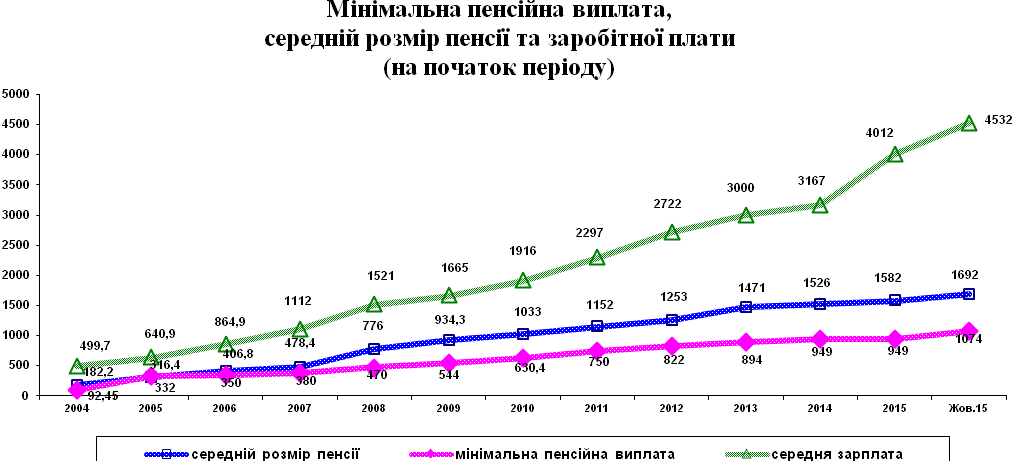 Мінімальна пенсійна виплата,
середній розмір пенсії та заробітної плати
(на початок періоду)
5000
4500
4000
3500
3000
2500
2000
1500
1000
500
0
499,7 640,9 864,9 1112 1521 1665 1916 2297 2722 3000 3167 4012 4532
182,2 316,4 406,8 478,4 776 934,3 1033 1152 1253 1471 1526 1582 1692
92,45 332 350 380 470 544 630,4 750 822 894 949 949 1074
2004 2005 2006 2007 2008 2009 2010 2011 2012 2013 2014 2015 Жов.15
середній розмір пенсії мінімальна пенсійна виплата середня зарплата